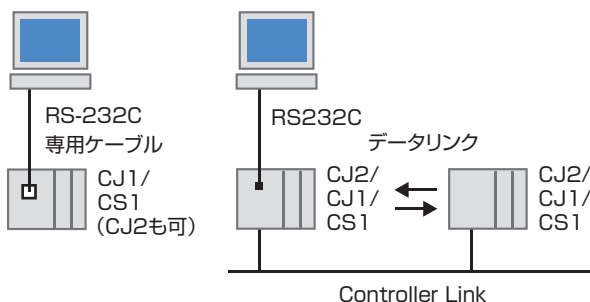 RS-232C
専用ケーブル
CJ1/
CS1
（CJ2も可）
RS232C
データリンク
CJ2/
CJ1/
CS1
CJ2/
CJ1/
CS1
Controller Link